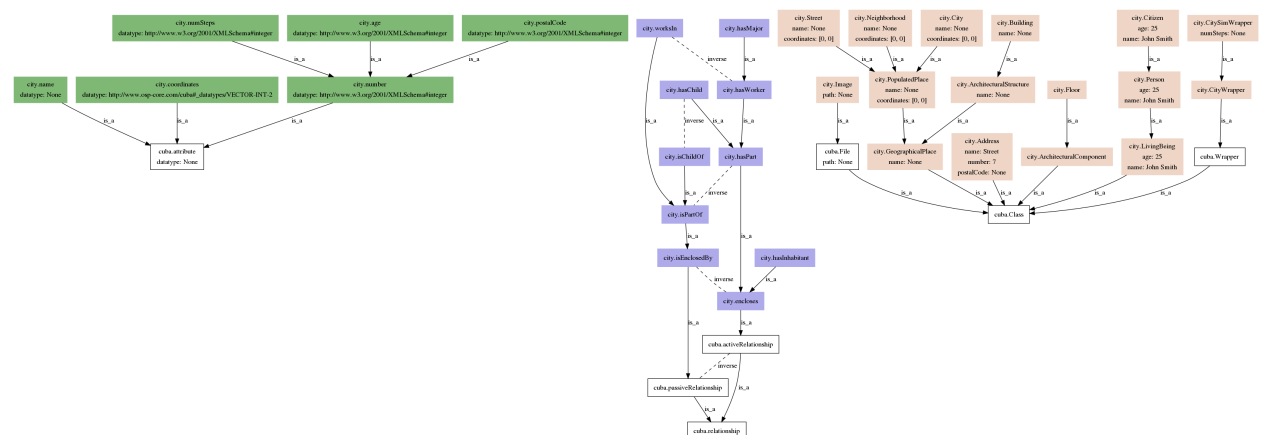 city.numSteps
datatype: http://www.w3.org/2001/XMLSchema#integer
city.age
datatype: http://www.w3.org/2001/XMLSchema#integer
city.postalCode
datatype: http://www.w3.org/2001/XMLSchema#integer
is_a
is_a
is_a
city.name
datatype: None
city.coordinates
datatype: http://www.osp-core.com/cuba#_datatypes/VECTOR-INT-2
city.number
datatype: http://www.w3.org/2001/XMLSchema#integer
is_a
is_a
is_a
cuba.attribute
datatype: None
city.worksIn
city.hasMajor
inverse
is_a
city.hasChild
city.hasWorker
is_a
inverse
is_a
is_a
city.isChildOf
city.hasPart
is_a
inverse
city.isPartOf
is_a
is_a
city.isEnclosedBy
city.hasInhabitant
inverse
is_a
city.encloses
is_a
is_a
cuba.activeRelationship
inverse
cuba.passiveRelationship
is_a
is_a
cuba.relationship
city.Street
name: None
coordinates: [0, 0]
city.Neighborhood
name: None
coordinates: [0, 0]
city.City
name: None
coordinates: [0, 0]
city.Building
name: None
city.Citizen
age: 25
name: John Smith
city.CitySimWrapper
numSteps: None
is_a
is_a
is_a
is_a
is_a
is_a
city.Image
path: None
city.PopulatedPlace
name: None
coordinates: [0, 0]
city.ArchitecturalStructure
name: None
city.Floor
city.Person
age: 25
name: John Smith
city.CityWrapper
is_a
is_a
is_a
is_a
is_a
is_a
cuba.File
path: None
city.GeographicalPlace
name: None
city.Address
name: Street
number: 7
postalCode: None
city.ArchitecturalComponent
city.LivingBeing
age: 25
name: John Smith
cuba.Wrapper
is_a
is_a
is_a
is_a
is_a
is_a
cuba.Class